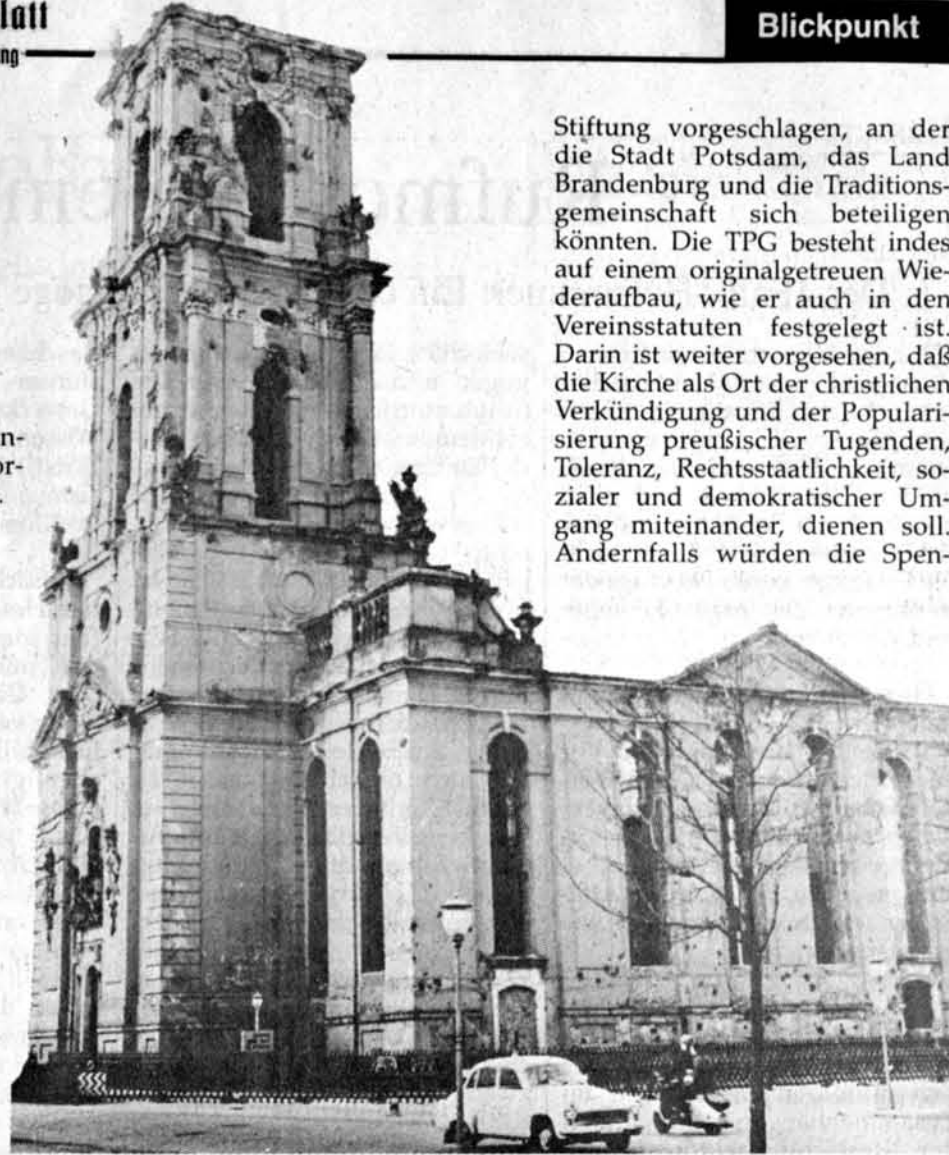 latt
ng
Blickpunkt
n-
or-
Stiftung vorgeschlagen, an der
die Stadt Potsdam, das Land
Brandenburg und die Traditions-
gemeinschaft sich beteiligen
könnten. Die TPG besteht indes
auf einem originalgetreuen Wie-
deraufbau, wie er auch in den
Vereinsstatuten festgelegt ist.
Darin ist weiter vorgesehen, daß
die Kirche als Ort der christlichen
Verkündigung und der Populari-
sierung preußischer Tugenden,
Toleranz, Rechtsstaatlichkeit, so-
zialer und demokratischer Um-
gang miteinander, dienen soll.
Andernfalls würden die Spen-